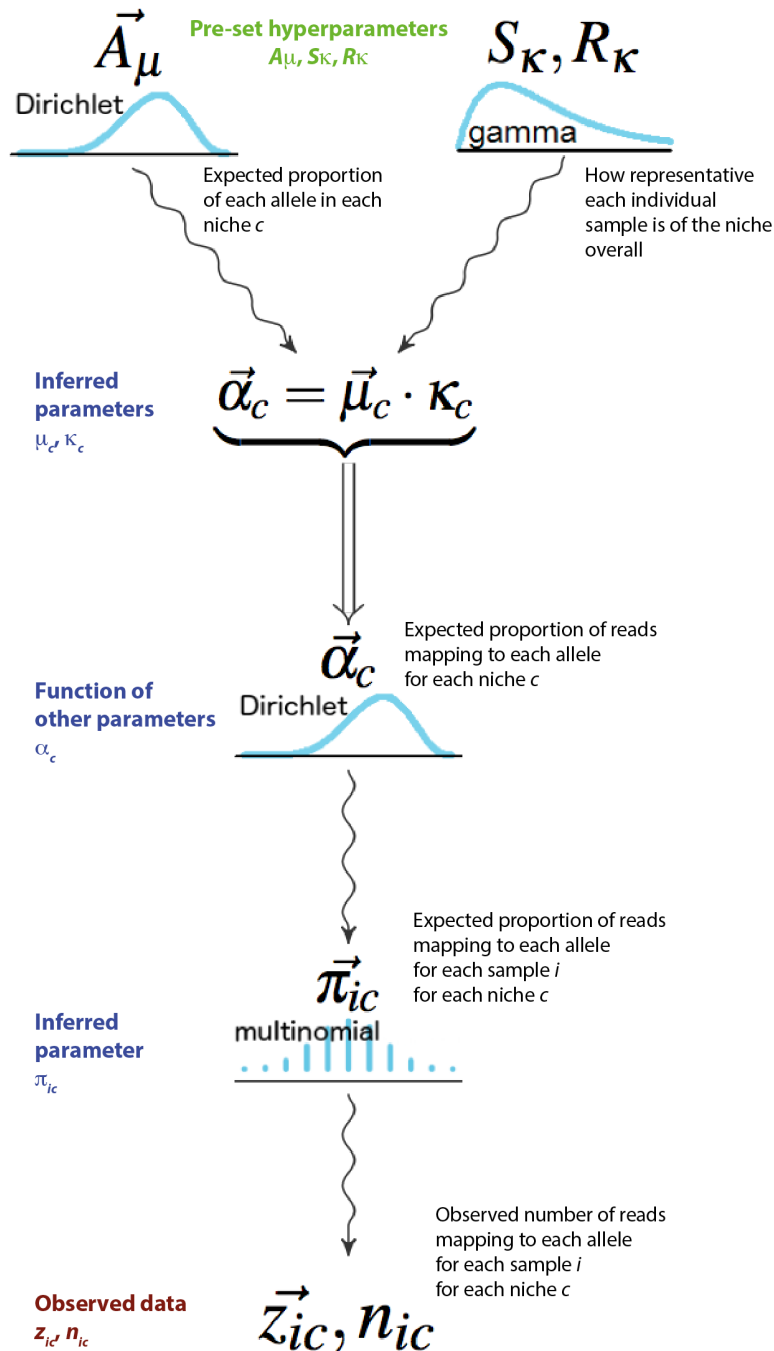 Pre-set hyperparameters
Aμ, Sκ, Rκ
A⃗μ
Sκ, Rκ
Dirichlet
gamma
Expected proportion
of each allele in each
niche c
How representative
each individual
sample is of the niche
overall
Inferred
parameters
μc, κc
α⃗c = μ⃗c · κc
α⃗c
Expected proportion of reads
mapping to each allele
for each niche c
Function of
other parameters
αc
Dirichlet
Expected proportion of reads
mapping to each allele
for each sample i
for each niche c
π⃗ic
Inferred
parameter
πic
multinomial
Observed number of reads
mapping to each allele
for each sample i
for each niche c
Observed data
zic, nic
z⃗ic, nic